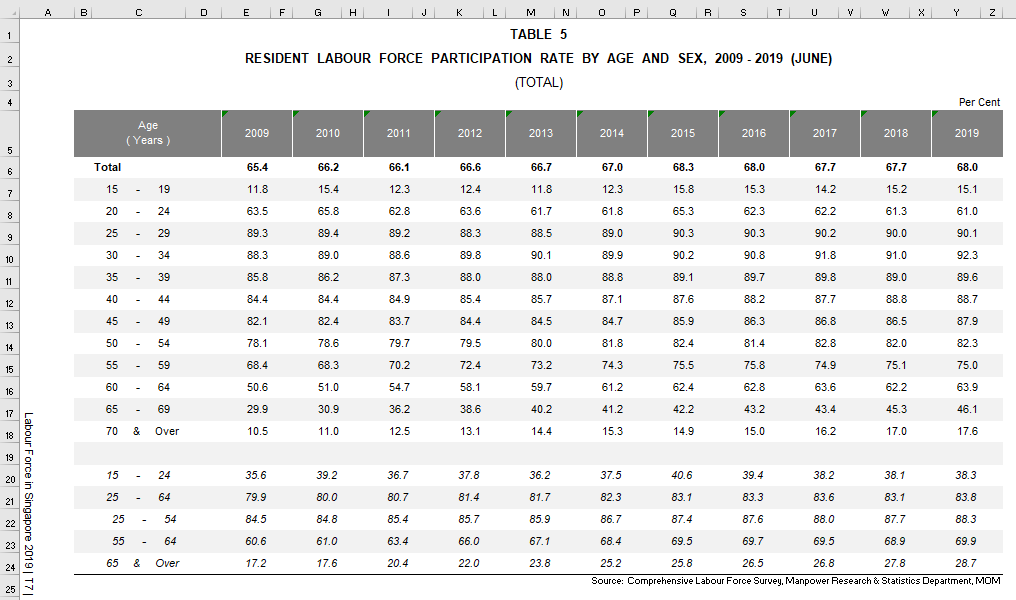 A B C D E F G H I J K L M N O P Q R S T U V W X Y Z
1 TABLE 5
2 RESIDENT LABOUR FORCE PARTICIPATION RATE BY AGE AND SEX, 2009 - 2019 (JUNE)
3 (TOTAL)
4 Per Cent
Age
5 ( Years ) 2009 2010 2011 2012 2013 2014 2015 2016 2017 2018 2019
6 Total 65.4 66.2 66.1 66.6 66.7 67.0 68.3 68.0 67.7 67.7 68.0
7 15 - 19 11.8 15.4 12.3 12.4 11.8 12.3 15.8 15.3 14.2 15.2 15.1
8 20 - 24 63.5 65.8 62.8 63.6 61.7 61.8 65.3 62.3 62.2 61.3 61.0
9 25 - 29 89.3 89.4 89.2 88.3 88.5 89.0 90.3 90.3 90.2 90.0 90.1
10 30 - 34 88.3 89.0 88.6 89.8 90.1 89.9 90.2 90.8 91.8 91.0 92.3
11 35 - 39 85.8 86.2 87.3 88.0 88.0 88.8 89.1 89.7 89.8 89.0 89.6
12 40 - 44 84.4 84.4 84.9 85.4 85.7 87.1 87.6 88.2 87.7 88.8 88.7
13 45 - 49 82.1 82.4 83.7 84.4 84.5 84.7 85.9 86.3 86.8 86.5 87.9
14 50 - 54 78.1 78.6 79.7 79.5 80.0 81.8 82.4 81.4 82.8 82.0 82.3
15 55 - 59 68.4 68.3 70.2 72.4 73.2 74.3 75.5 75.8 74.9 75.1 75.0
16 60 - 64 50.6 51.0 54.7 58.1 59.7 61.2 62.4 62.8 63.6 62.2 63.9
17 65 - 69 29.9 30.9 36.2 38.6 40.2 41.2 42.2 43.2 43.4 45.3 46.1
18 70 & Over 10.5 11.0 12.5 13.1 14.4 15.3 14.9 15.0 16.2 17.0 17.6
19
20 15 - 24 35.6 39.2 36.7 37.8 36.2 37.5 40.6 39.4 38.2 38.1 38.3
21 25 - 64 79.9 80.0 80.7 81.4 81.7 82.3 83.1 83.3 83.6 83.1 83.8
22 25 - 54 84.5 84.8 85.4 85.7 85.9 86.7 87.4 87.6 88.0 87.7 88.3
23 55 - 64 60.6 61.0 63.4 66.0 67.1 68.4 69.5 69.7 69.5 68.9 69.9
24 65 & Over 17.2 17.6 20.4 22.0 23.8 25.2 25.8 26.5 26.8 27.8 28.7
25 Source: Comprehensive Labour Force Survey, Manpower Research & Statistics Department, MOM
Labour Force in Singapore 2019 | T7 |